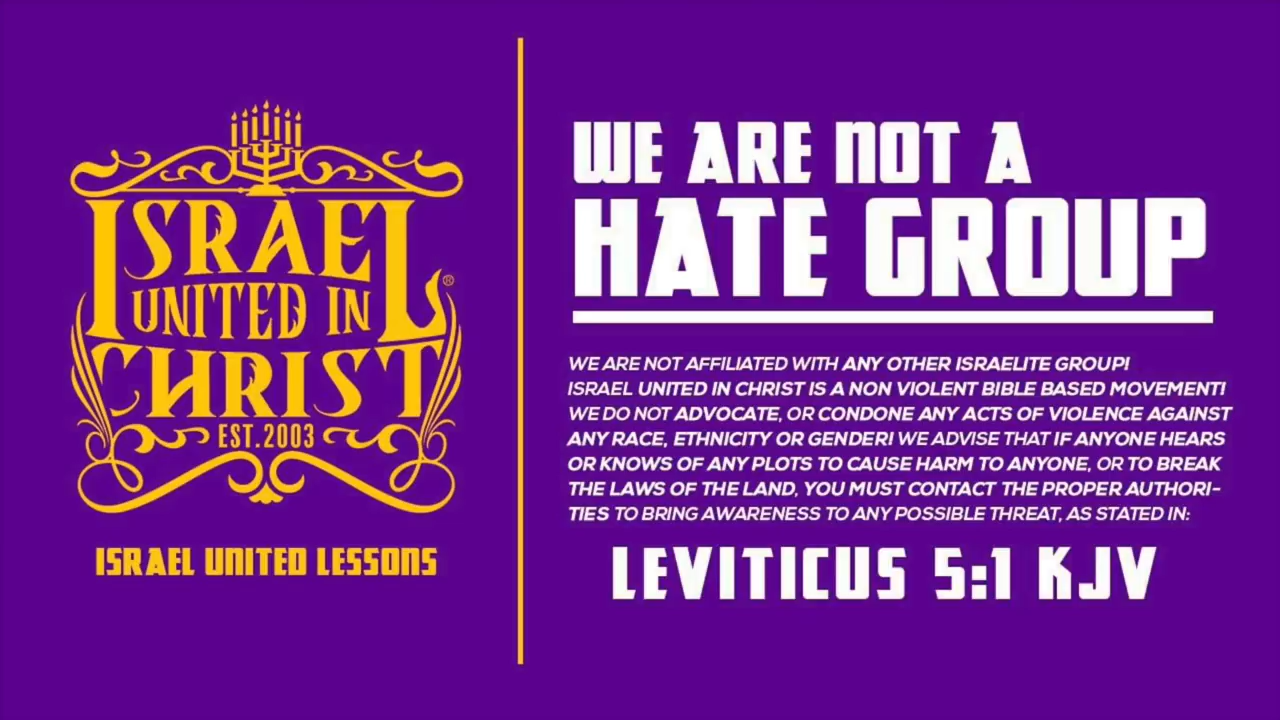 ISRAEL
UNITED IN
CHRIST
®
EST.2003
ISRAEL UNITED LESSONS
WE ARE NOT A
HATE GROUP
WE ARE NOT AFFILIATED WITH ANY OTHER ISRAELITE GROUP!
ISRAEL UNITED IN CHRIST IS A NON VIOLENT BIBLE BASED MOVEMENT!
WE DO NOT ADVOCATE, OR CONDONE ANY ACTS OF VIOLENCE AGAINST
ANY RACE, ETHNICITY OR GENDER! WE ADVISE THAT IF ANYONE HEARS
OR KNOWS OF ANY PLOTS TO CAUSE HARM TO ANYONE, OR TO BREAK
THE LAWS OF THE LAND, YOU MUST CONTACT THE PROPER AUTHORI-
TIES TO BRING AWARENESS TO ANY POSSIBLE THREAT, AS STATED IN:
LEVITICUS 5:1 KJV